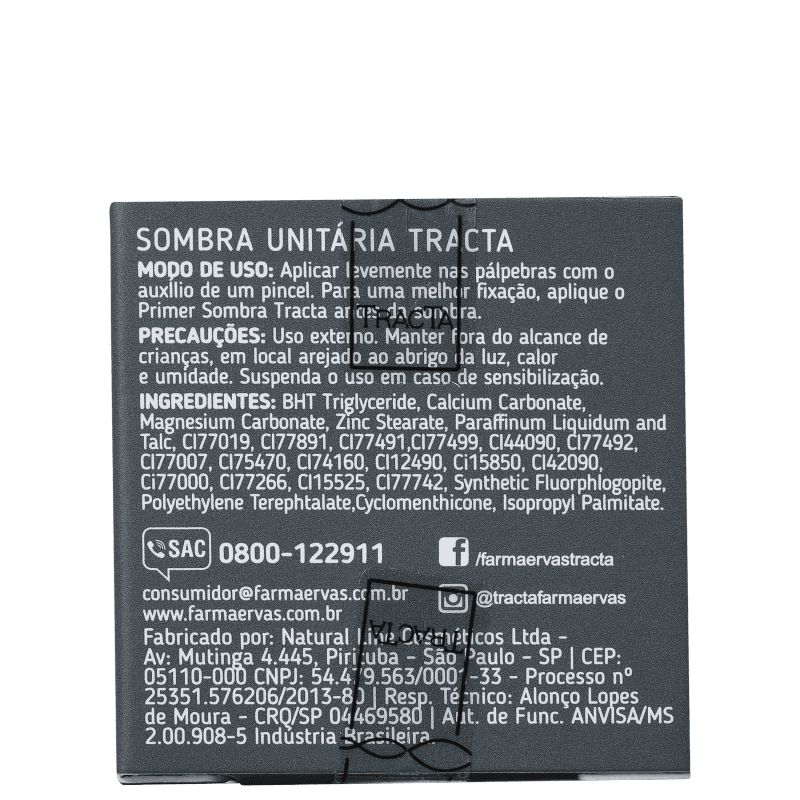 SOMBRA UNITÁRIA TRACTA
MODO DE USO: Aplicar levemente nas pálpebras com o
auxílio de um pincel. Para uma melhor fixação, aplique o
Primer Sombra Tracta antes da sombra.
TRACTA
PRECAUÇÕES: Uso externo. Manter fora do alcance de
crianças, em local arejado ao abrigo da luz, calor
e umidade. Suspenda o uso em caso de sensibilização.
INGREDIENTES: BHT Triglyceride, Calcium Carbonate,
Magnesium Carbonate, Zinc Stearate, Paraffinum Liquidum and
Talc, CI77019, CI77891, CI77491,CI77499, CI44090, CI77492,
CI77007, CI75470, CI74160, CI12490, Ci15850, CI42090,
Ci77000, CI77266, CI15525, CI77742, Synthetic Fluorphlogopite,
Polyethylene Terephtalate,Cyclomenthicone, Isopropyl Palmitate.
SAC 0800-122911
/farmaervastracta
consumidor@farmaervas.com.br
@tractafarmaervas
www.farmaervas.com.br
TRACTA
Fabricado por: Natural Line Cosméticos Ltda –
Av: Mutinga 4.445, Pirituba – São Paulo – SP | CEP:
05110-000 CNPJ: 54.479.563/0001-33 – Processo nº
25351.576206/2013-80 | Resp. Técnico: Alonço Lopes
de Moura – CRQ/SP 04469580 | Aut. de Func. ANVISA/MS
2.00.908-5 Indústria Brasileira.